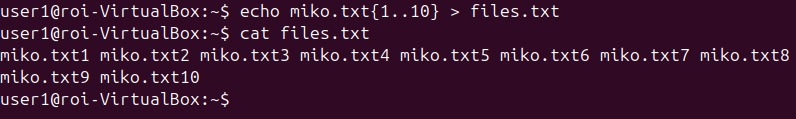 user1@roi-VirtualBox:~$ echo miko.txt{1..10} > files.txt
user1@roi-VirtualBox:~$ cat files.txt
miko.txt1 miko.txt2 miko.txt3 miko.txt4 miko.txt5 miko.txt6 miko.txt7 miko.txt8
miko.txt9 miko.txt10
user1@roi-VirtualBox:~$